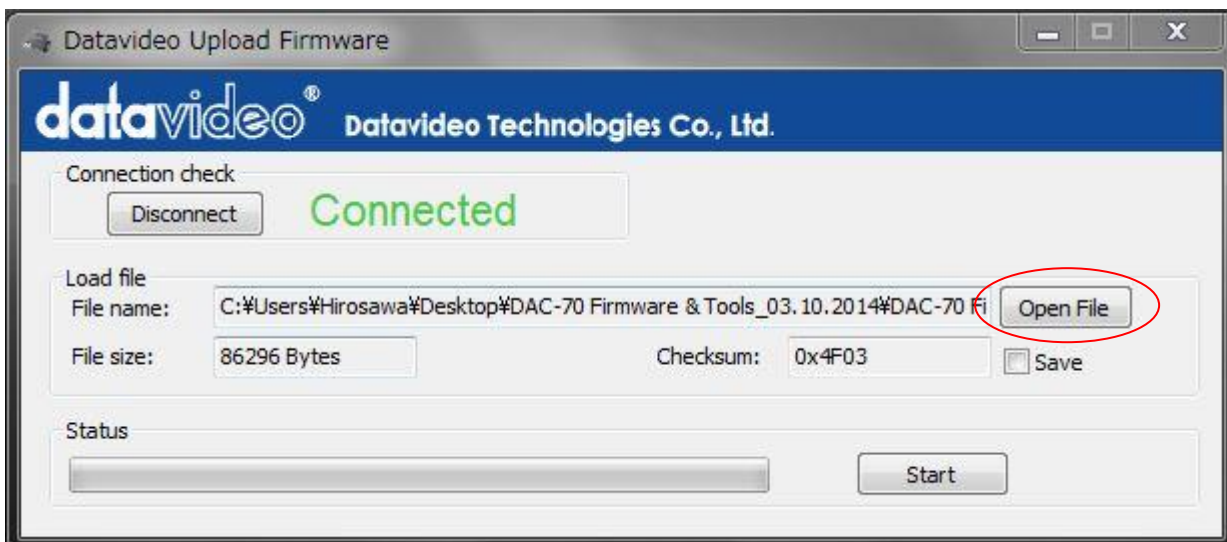 Datavideo Upload Firmware
datavideo® Datavideo Technologies Co., Ltd.
Connection check
Disconnect Connected
Load file
File name: C:¥Users¥Hirosawa¥Desktop¥DAC-70 Firmware & Tools_03.10.2014¥DAC-70 Fi Open File
File size: 86296 Bytes Checksum: 0x4F03 Save
Status
Start